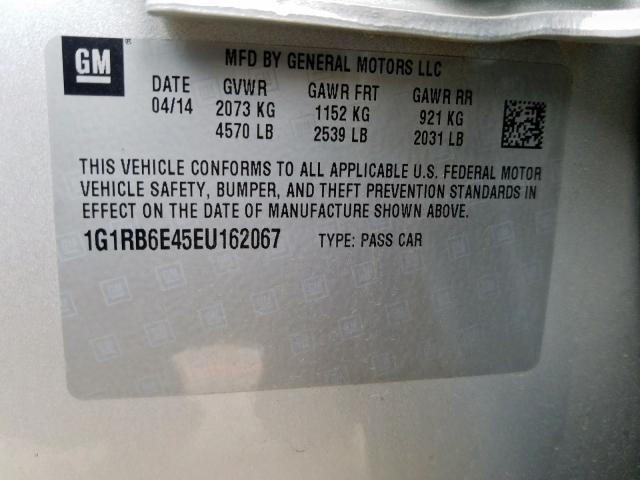 GM
MFD BY GENERAL MOTORS LLC
DATE GVWR GAWR FRT GAWR RR
04/14 2073 KG 1152 KG 921 KG
4570 LB 2539 LB 2031 LB
THIS VEHICLE CONFORMS TO ALL APPLICABLE U.S. FEDERAL MOTOR
VEHICLE SAFETY, BUMPER, AND THEFT PREVENTION STANDARDS IN
EFFECT ON THE DATE OF MANUFACTURE SHOWN ABOVE.
1G1RB6E45EU162067 TYPE: PASS CAR